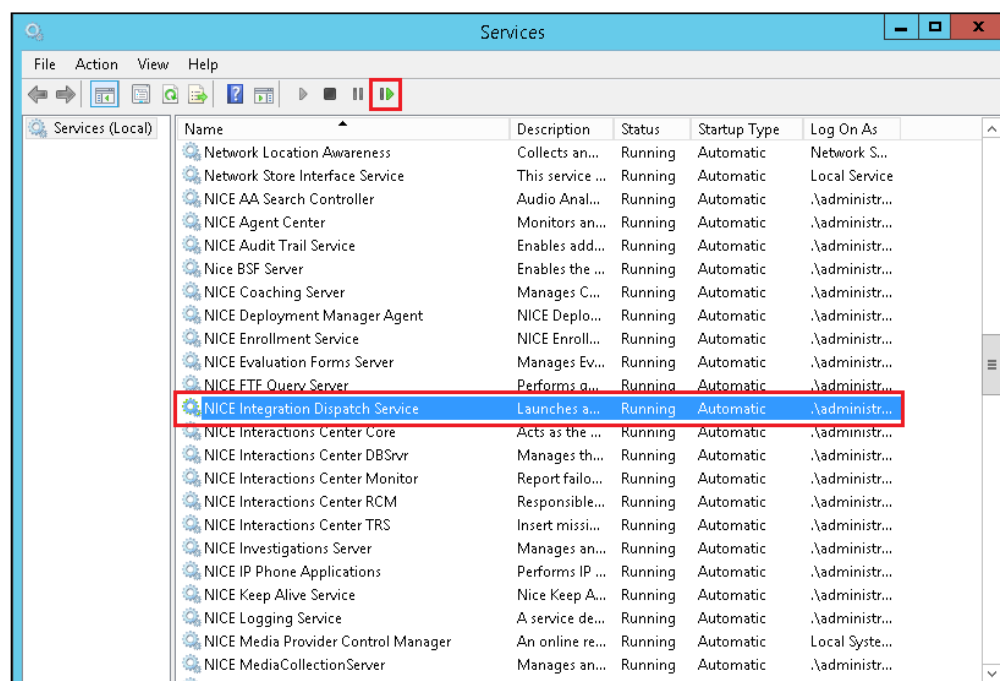 Services
File Action View Help
Services (Local)
Name Description Status Startup Type Log On As
Network Location Awareness Collects an... Running Automatic Network S...
Network Store Interface Service This service ... Running Automatic Local Service
NICE AA Search Controller Audio Anal... Running Automatic .\administr...
NICE Agent Center Monitors an... Running Automatic .\administr...
NICE Audit Trail Service Enables add... Running Automatic .\administr...
Nice BSF Server Enables the ... Running Automatic .\administr...
NICE Coaching Server Manages C... Running Automatic .\administr...
NICE Deployment Manager Agent NICE Deplo... Running Automatic .\administr...
NICE Enrollment Service NICE Enroll... Running Automatic .\administr...
NICE Evaluation Forms Server Manages Ev... Running Automatic .\administr...
NICE FTF Query Server Performs q... Running Automatic .\administr...
NICE Integration Dispatch Service Launches a... Running Automatic .\administr...
NICE Interactions Center Core Acts as the ... Running Automatic .\administr...
NICE Interactions Center DBSrvr Manages th... Running Automatic .\administr...
NICE Interactions Center Monitor Report failo... Running Automatic .\administr...
NICE Interactions Center RCM Responsible... Running Automatic .\administr...
NICE Interactions Center TRS Insert missi... Running Automatic .\administr...
NICE Investigations Server Manages an... Running Automatic .\administr...
NICE IP Phone Applications Performs IP ... Running Automatic .\administr...
NICE Keep Alive Service Nice Keep A... Running Automatic .\administr...
NICE Logging Service A service de... Running Automatic .\administr...
NICE Media Provider Control Manager An online re... Running Automatic Local Syste...
NICE MediaCollectionServer Manages an... Running Automatic .\administr...